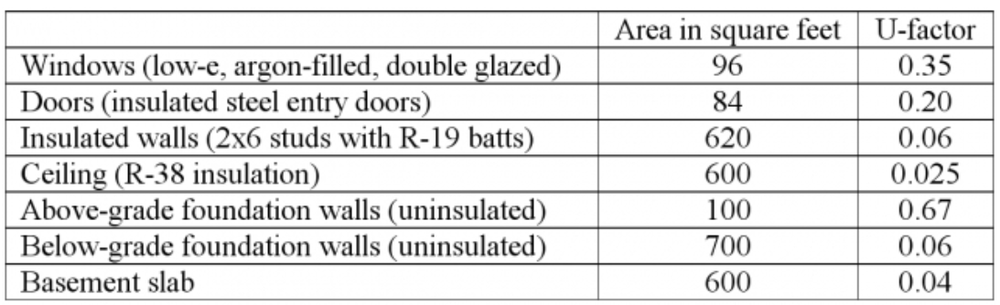 Area in square feet U-factor
Windows (low-e, argon-filled, double glazed) 96 0.35
Doors (insulated steel entry doors) 84 0.20
Insulated walls (2x6 studs with R-19 batts) 620 0.06
Ceiling (R-38 insulation) 600 0.025
Above-grade foundation walls (uninsulated) 100 0.67
Below-grade foundation walls (uninsulated) 700 0.06
Basement slab 600 0.04